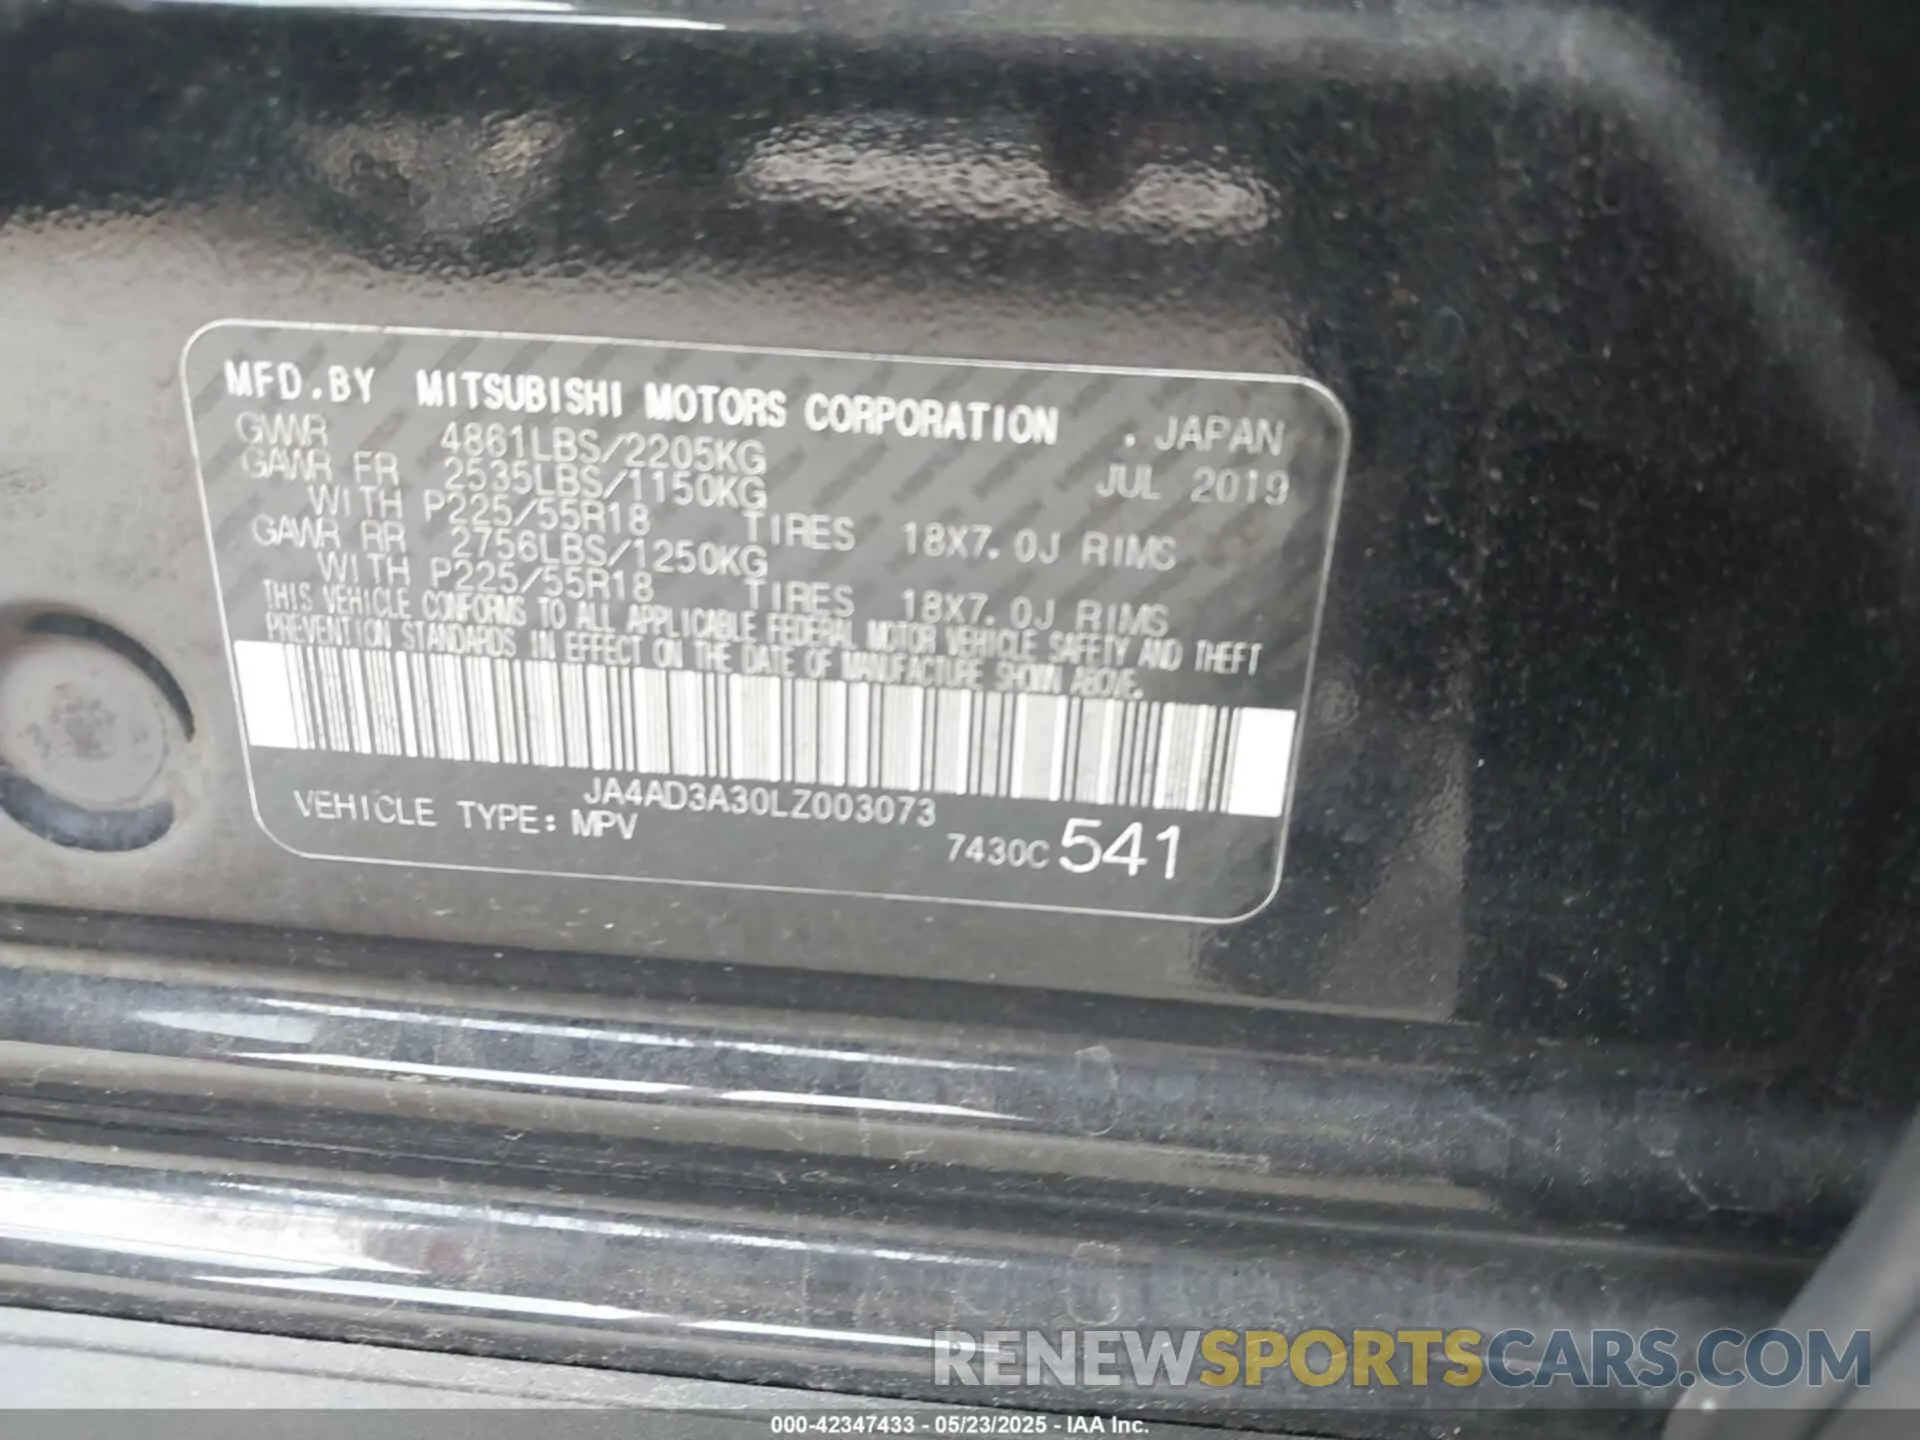 MFD.BY MITSUBISHI MOTORS CORPORATION . JAPAN
GVWR 4861LBS/2205KG JUL 2019
GAWR FR 2535LBS/1150KG
WITH P225/55R18 TIRES 18X7.0J RIMS
GAWR RR 2756LBS/1250KG
WITH P225/55R18 TIRES 18X7.0J RIMS
THIS VEHICLE CONFORMS TO ALL APPLICABLE FEDERAL MOTOR VEHICLE SAFETY AND THEFT
PREVENTION STANDARDS IN EFFECT ON THE DATE OF MANUFACTURE SHOWN ABOVE.
JA4AD3A30LZ003073
VEHICLE TYPE: MPV
7430C 541
RENEWSPORTSCARS.COM
000-42347433 - 05/23/2025 - IAA Inc.